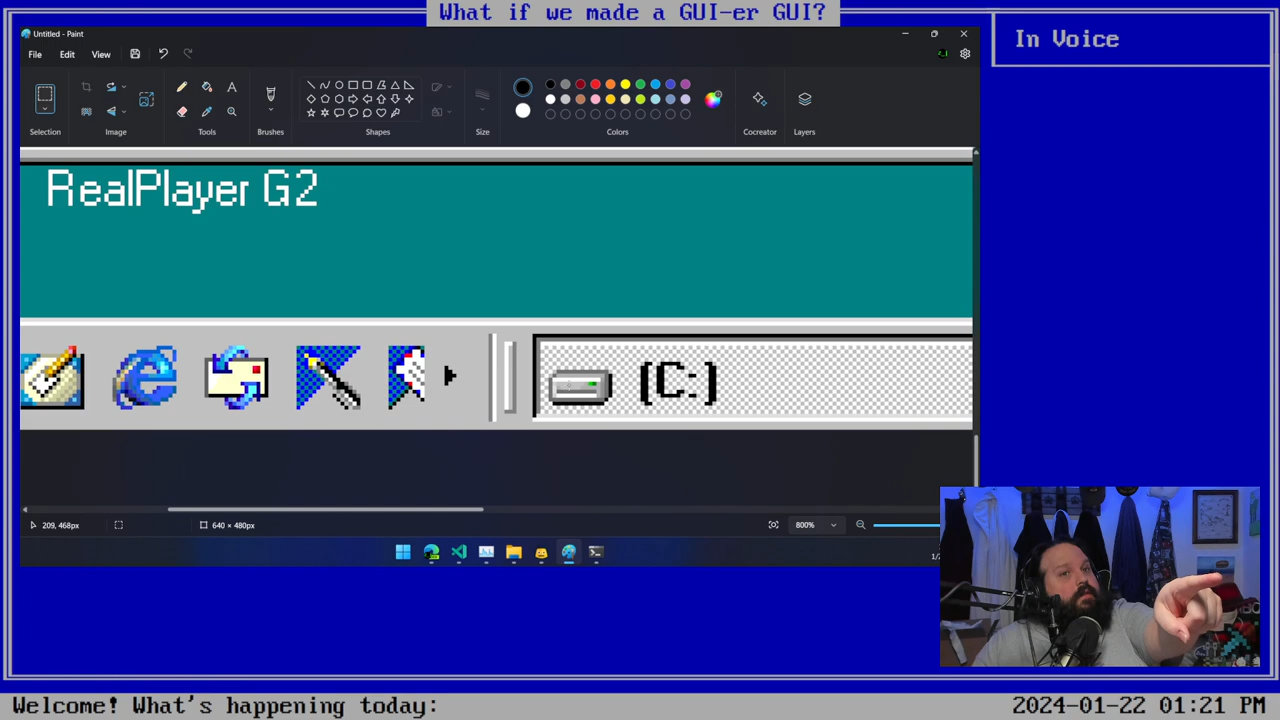 What if we made a GUI-er GUI?
In Voice
Untitled - Paint
File Edit View
Selection Image Tools Brushes Shapes Size Colors Cocreator Layers
RealPlayer G2
(C:)
209, 468px 640 × 480px 800%
Welcome! What's happening today: 2024-01-22 01:21 PM